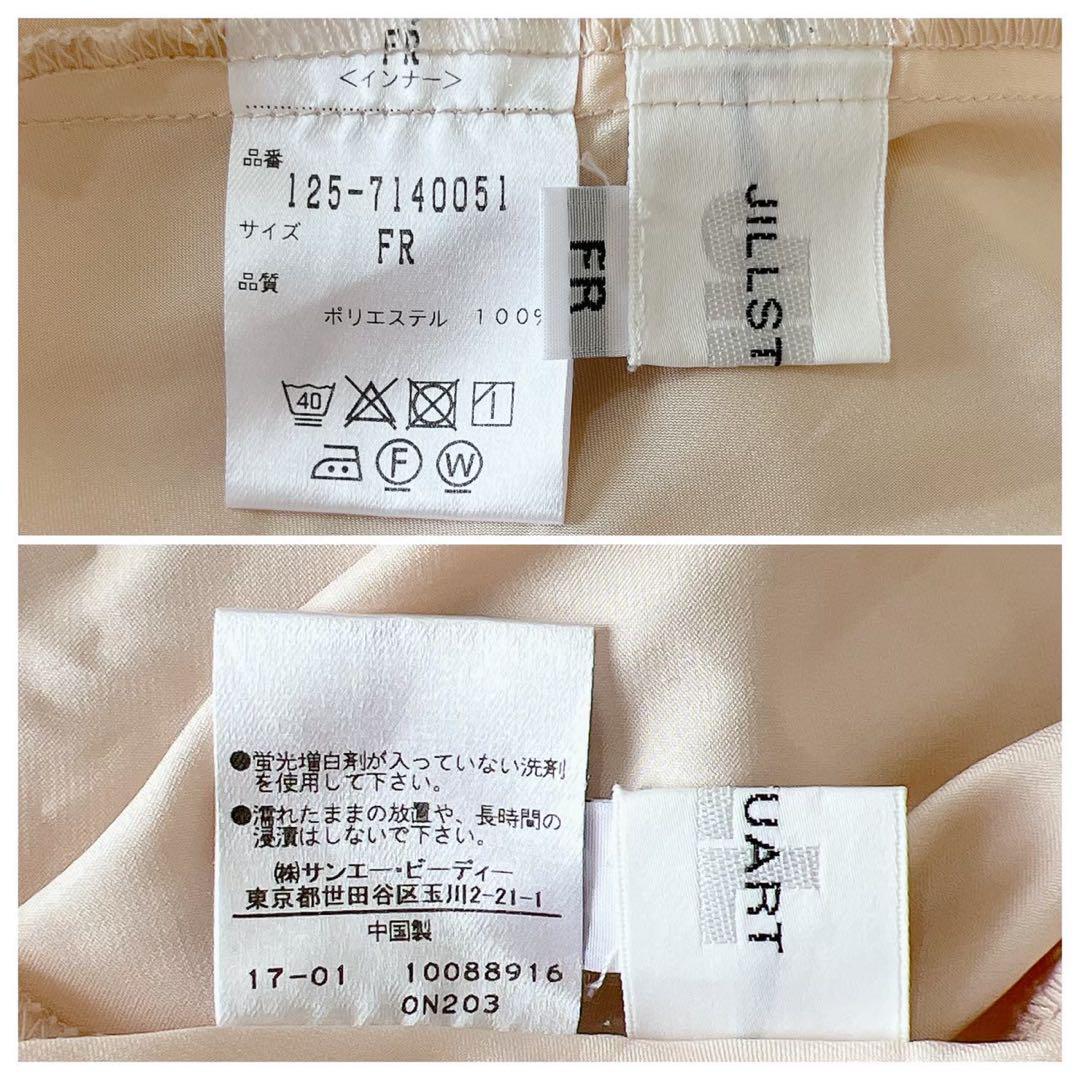 FR
<インナー>
品番
125-7140051
サイズ
FR
品質
ポリエステル 100%
40
F W
FR
JILLST
●蛍光増白剤が入っていない洗剤
を使用して下さい。
●濡れたままの放置や、長時間の
浸漬はしないで下さい。
㈱サンエー・ビーディー
東京都世田谷区玉川2-21-1
中国製
17-01 10088916
ON203
UART